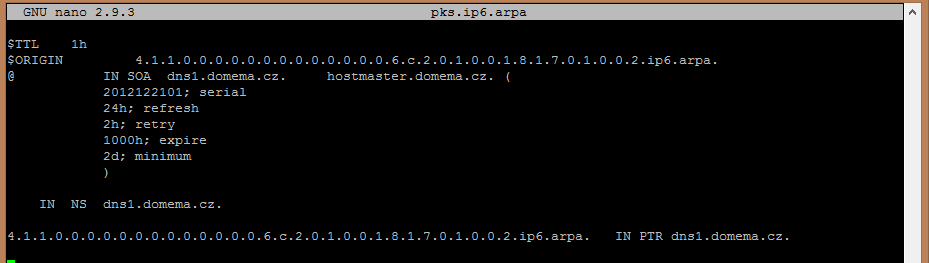 GNU nano 2.9.3 pks.ip6.arpa
$TTL 1h
$ORIGIN 4.1.1.0.0.0.0.0.0.0.0.0.0.0.0.0.6.c.2.0.1.0.0.1.8.1.7.0.1.0.0.2.ip6.arpa.
@ IN SOA dns1.domema.cz. hostmaster.domema.cz. (
2012122101; serial
24h; refresh
2h; retry
1000h; expire
2d; minimum
)
IN NS dns1.domema.cz.
4.1.1.0.0.0.0.0.0.0.0.0.0.0.0.0.6.c.2.0.1.0.0.1.8.1.7.0.1.0.0.2.ip6.arpa. IN PTR dns1.domema.cz.